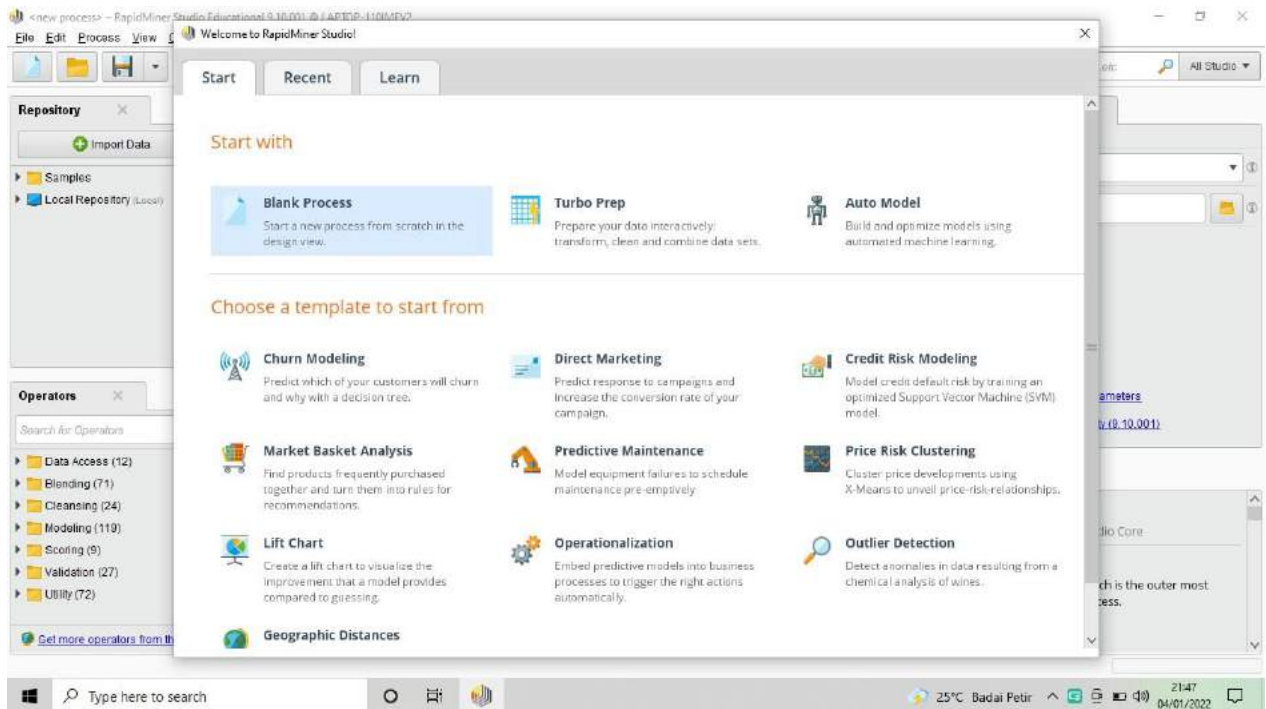 <new process> – RapidMiner Studio Educational 9.10.001 @ LAPTOP-
File Edit Process View
Welcome to RapidMiner Studio!
All Studio
Start Recent Learn
Repository
Import Data
Samples
Local Repository (Local)
Start with
Blank Process
Start a new process from scratch in the
design view.
Turbo Prep
Prepare your data interactively:
transform, clean and combine data sets.
Auto Model
Build and optimize models using
automated machine learning.
Choose a template to start from
Churn Modeling
Predict which of your customers will churn
and why with a decision tree.
Direct Marketing
Predict response to campaigns and
increase the conversion rate of your
campaign.
Credit Risk Modeling
Model credit default risk by training an
optimized Support Vector Machine (SVM)
model.
Market Basket Analysis
Find products frequently purchased
together and turn them into rules for
recommendations.
Predictive Maintenance
Model equipment failures to schedule
maintenance pre-emptively
Price Risk Clustering
Cluster price developments using
X-Means to unveil price-risk-relationships.
Lift Chart
Create a lift chart to visualize the
improvement that a model provides
compared to guessing.
Operationalization
Embed predictive models into business
processes to trigger the right actions
automatically.
Outlier Detection
Detect anomalies in data resulting from a
chemical analysis of wines.
Geographic Distances
Operators
Search for Operators
Data Access (12)
Blending (71)
Cleansing (24)
Modeling (119)
Scoring (9)
Validation (27)
Utility (72)
Get more operators from th
ameters
(9.10.001)
dio Core
ch is the outer most
cess.
Type here to search
25°C Badai Petir
21:47
04/01/2022